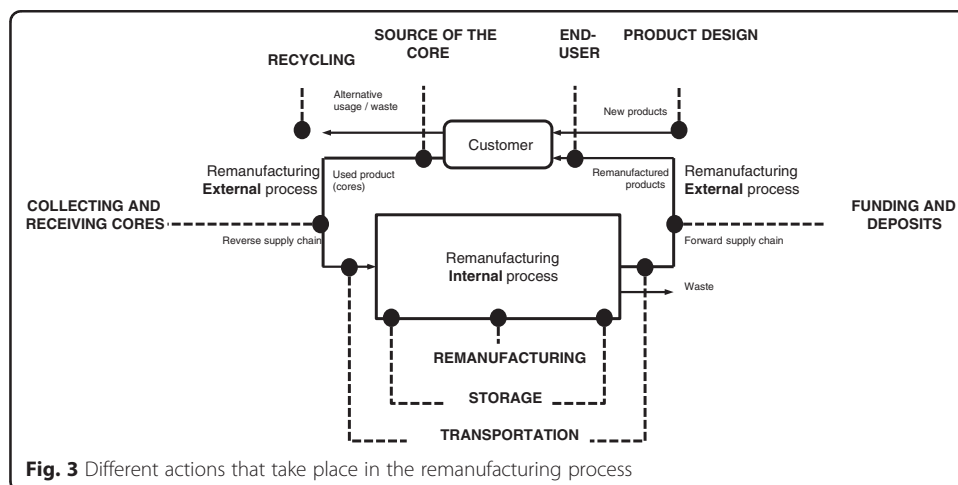 SOURCE OF THE
CORE
END-
USER
PRODUCT DESIGN
RECYCLING
Alternative
usage / waste
New products
Customer
Remanufacturing
External process
Used product
(cores)
Remanufactured
products
Remanufacturing
External process
COLLECTING AND
RECEIVING CORES
FUNDING AND
DEPOSITS
Reverse supply chain
Forward supply chain
Remanufacturing
Internal process
Waste
REMANUFACTURING
STORAGE
TRANSPORTATION
Fig. 3 Different actions that take place in the remanufacturing process